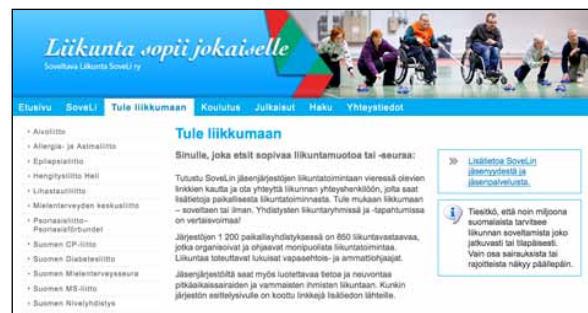 Liikunta sopii jokaiselle
Soveltava Liikunta SoveLi ry
Etusivu SoveLi Tule liikkumaan Koulutus Julkaisut Haku Yhteystiedot
Aivoliitto
Allergia- ja Astmaliitto
Epilepsialiitto
Hengitysliitto Heli
Lihastautiliitto
Mielenterveyden keskusliitto
Psoriasisliitto–
Psoriasisförbundet
Suomen CP-liitto
Suomen Diabetesliitto
Suomen Mielenterveysseura
Suomen MS-liitto
Suomen Nivelyhdistys
Tule liikkumaan
Sinulle, joka etsit sopivaa liikuntamuotoa tai -seuraa:
Tutustu SoveLin jäsenjärjestöjen liikuntatoimintaan vieressä olevien
linkkien kautta ja ota yhteyttä liikunnan yhteyshenkilöön, jolta saat
lisätietoja paikallisesta liikuntatoiminnasta. Tule mukaan liikkumaan
– soveltaen tai ilman. Yhdistysten liikuntaryhmissä ja -tapahtumissa
on vertaisvoimaa!
Järjestöjen 1 200 paikallisyhdistyksessä on 850 liikuntavastaavaa,
jotka organisoivat ja ohjaavat monipuolista liikuntatoimintaa.
Liikuntaa toteuttavat lukuisat vapaaehtois- ja ammattiohjaajat.
Jäsenjärjestöiltä saat myös luotettavaa tietoa ja neuvontaa
pitkäaikaissairaiden ja vammaisten ihmisten liikuntaan. Kunkin
järjestön esittelysivulle on koottu linkkejä lisätiedon lähteille.
Lisätietoa SoveLin
jäsenyydestä ja
jäsenpalveluista.
Tiesitkö, että noin miljoona
suomalaista tarvitsee
liikunnan soveltamista joko
jatkuvasti tai tilapäisesti.
Vain osa sairauksista tai
rajoitteista näkyy päällepäin.